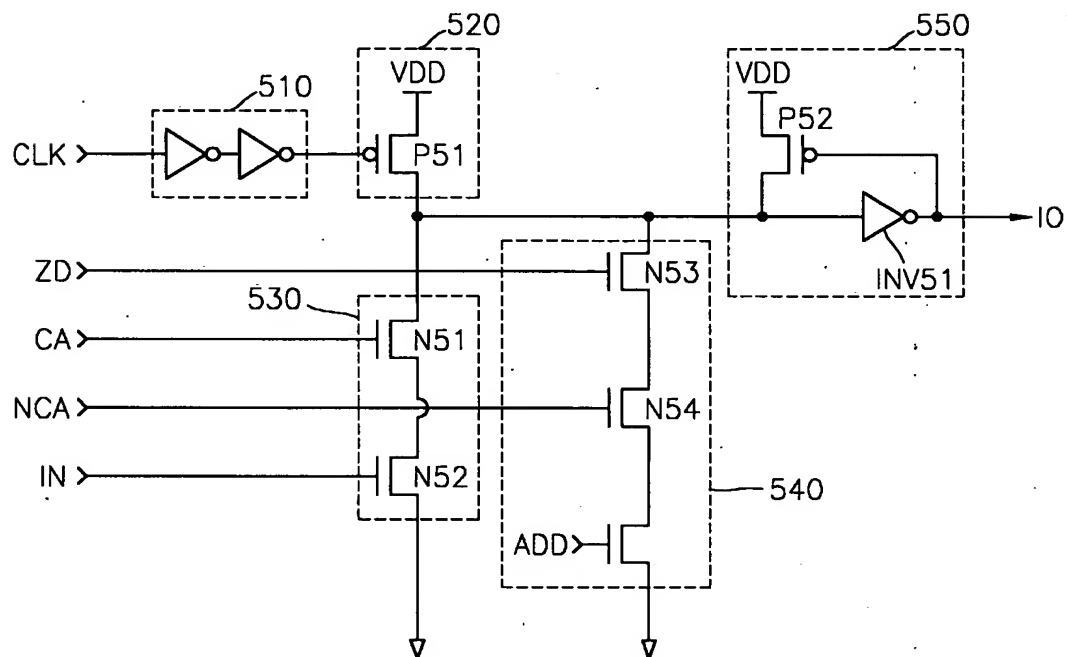 520
550
VDD
VDD
510
P52
CLK
P51
IO
ZD
N53
INV51
530
CA
N51
NCA
N54
IN
N52
540
ADD